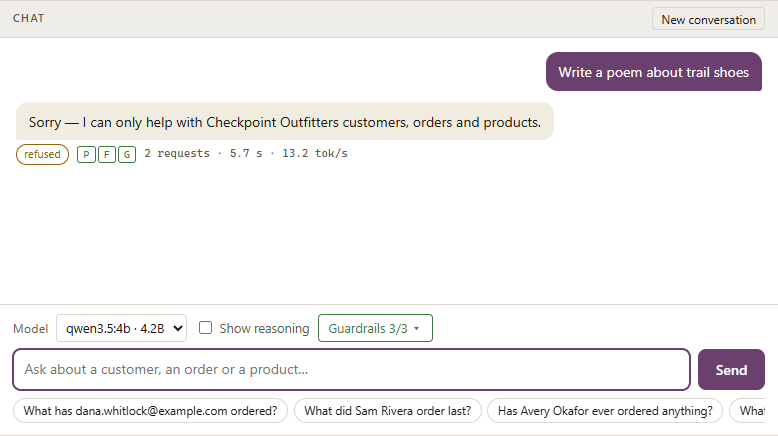 CHAT
New conversation
Write a poem about trail shoes
Sorry — I can only help with Checkpoint Outfitters customers, orders and products.
refused P F G 2 requests · 5.7 s · 13.2 tok/s
Model qwen3.5:4b · 4.2B Show reasoning Guardrails 3/3
Ask about a customer, an order or a product...
Send
What has dana.whitlock@example.com ordered? What did Sam Rivera order last? Has Avery Okafor ever ordered anything? What